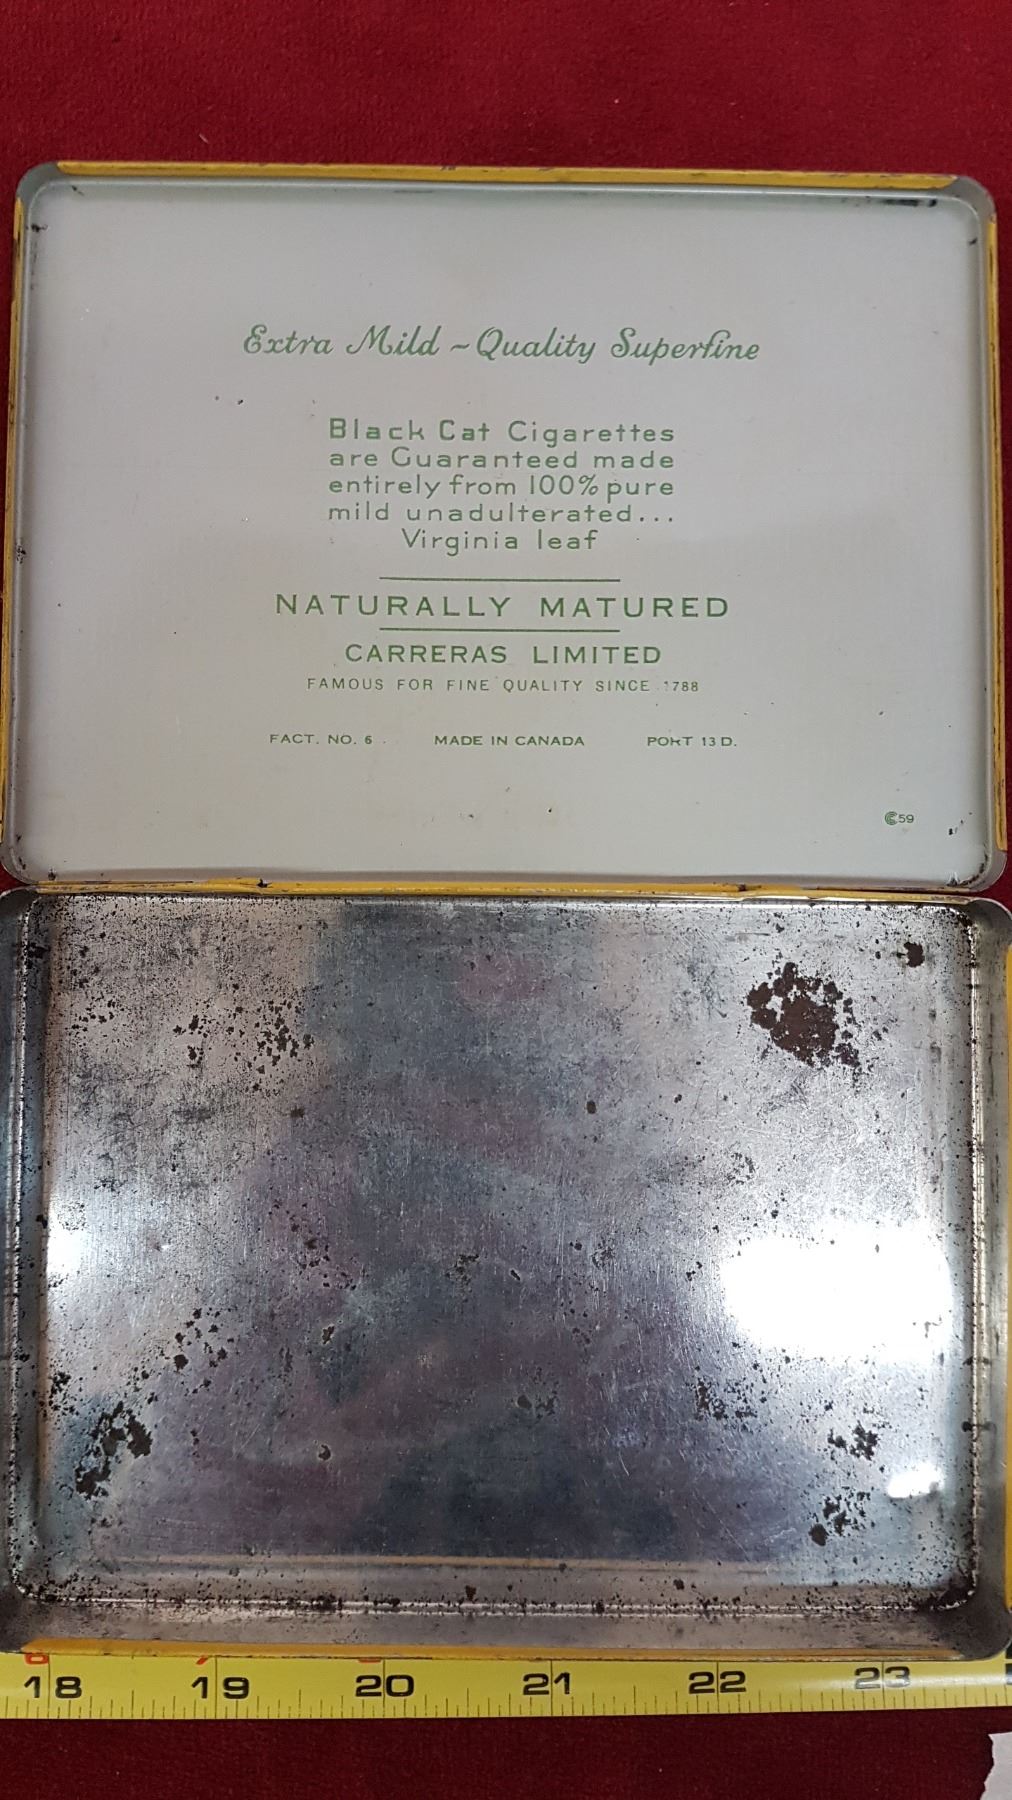 Extra Mild ~ Quality Superfine
Black Cat Cigarettes
are Guaranteed made
entirely from 100% pure
mild unadulterated...
Virginia leaf
NATURALLY MATURED
CARRERAS LIMITED
FAMOUS FOR FINE QUALITY SINCE 1788
FACT. NO. 6 MADE IN CANADA PORT 13 D.
59
18 19 20 21 22 23